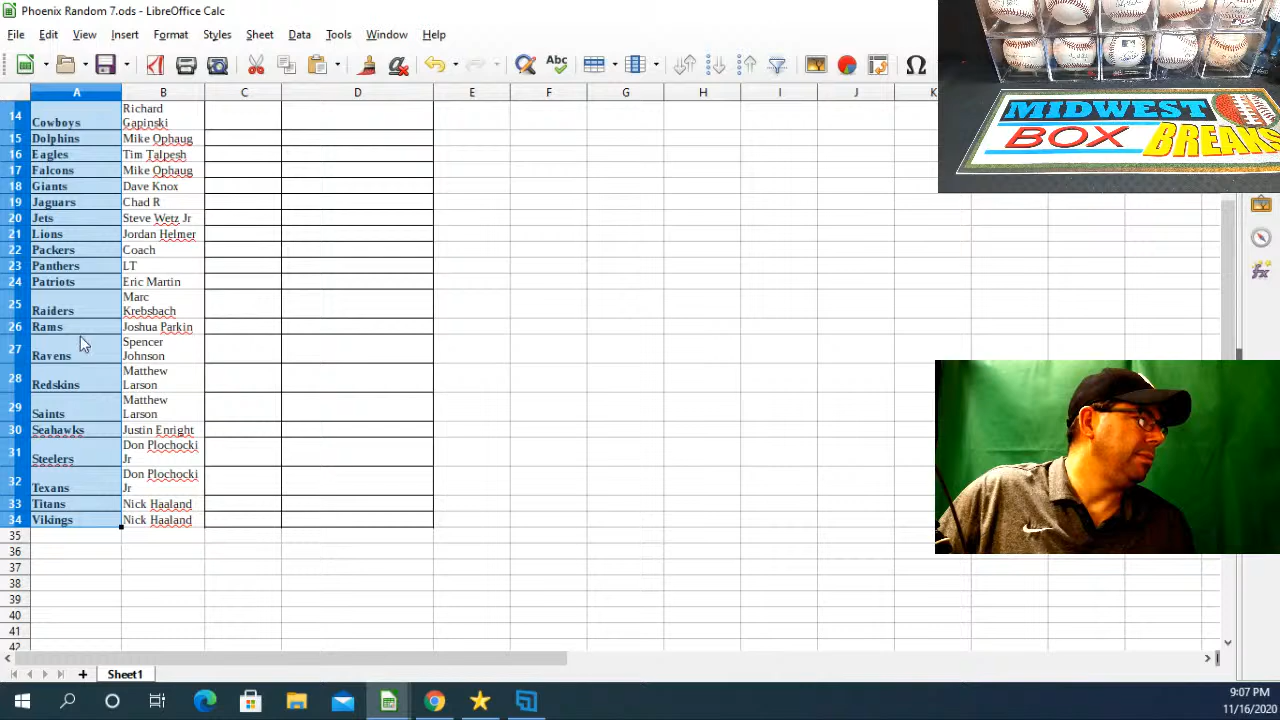 Phoenix Random 7.ods - LibreOffice Calc
File Edit View Insert Format Styles Sheet Data Tools Window Help
A B C D E F G H I J K
14 Cowboys Richard Gapinski
15 Dolphins Mike Ophaug
16 Eagles Tim Talpesh
17 Falcons Mike Ophaug
18 Giants Dave Knox
19 Jaguars Chad R
20 Jets Steve Wetz Jr
21 Lions Jordan Helmer
22 Packers Coach
23 Panthers LT
24 Patriots Eric Martin
25 Raiders Marc Krebsbach
26 Rams Joshua Parkin
27 Ravens Spencer Johnson
28 Redskins Matthew Larson
29 Saints Matthew Larson
30 Seahawks Justin Enright
31 Steelers Don Plochocki Jr
32 Texans Don Plochocki Jr
33 Titans Nick Haaland
34 Vikings Nick Haaland
35
36
37
38
39
40
41
42
Sheet1
MIDWEST
BOX BREAKS
9:07 PM
11/16/2020